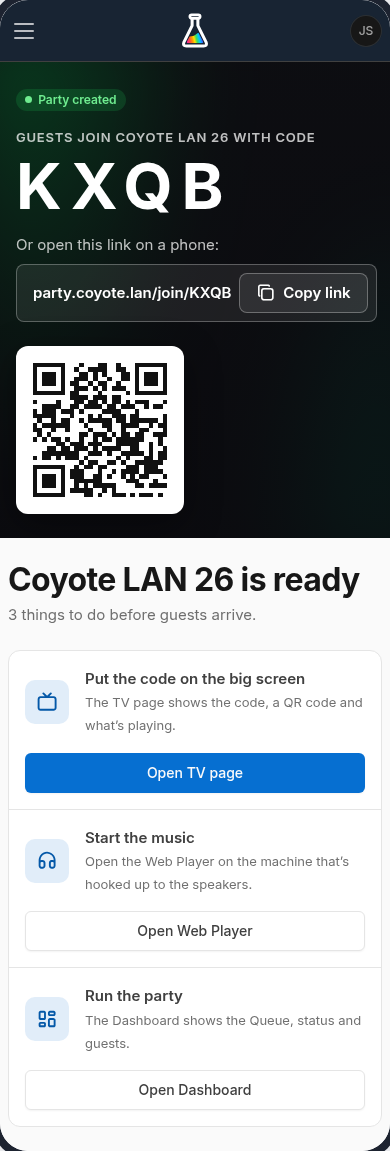 JS
Party created
GUESTS JOIN COYOTE LAN 26 WITH CODE
KXQB
Or open this link on a phone:
party.coyote.lan/join/KXQB
Copy link
Coyote LAN 26 is ready
3 things to do before guests arrive.
Put the code on the big screen
The TV page shows the code, a QR code and
what’s playing.
Open TV page
Start the music
Open the Web Player on the machine that’s
hooked up to the speakers.
Open Web Player
Run the party
The Dashboard shows the Queue, status and
guests.
Open Dashboard